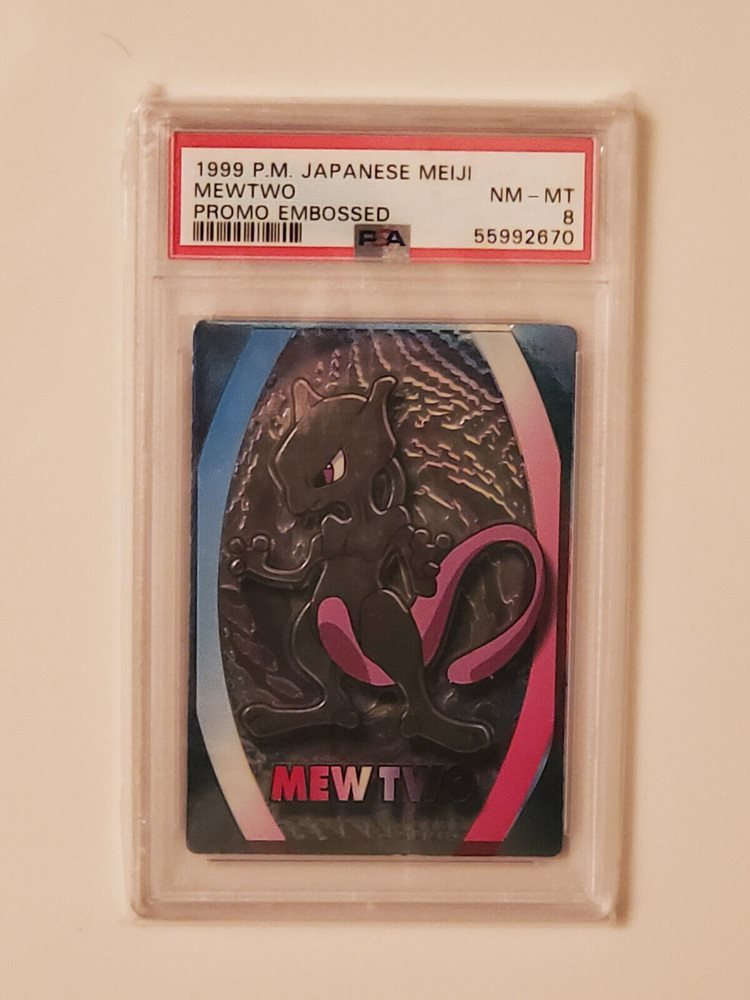 1999 P.M. JAPANESE MEIJI
MEWTWO NM - MT
PROMO EMBOSSED 8
PSA 55992670
MEWTWO